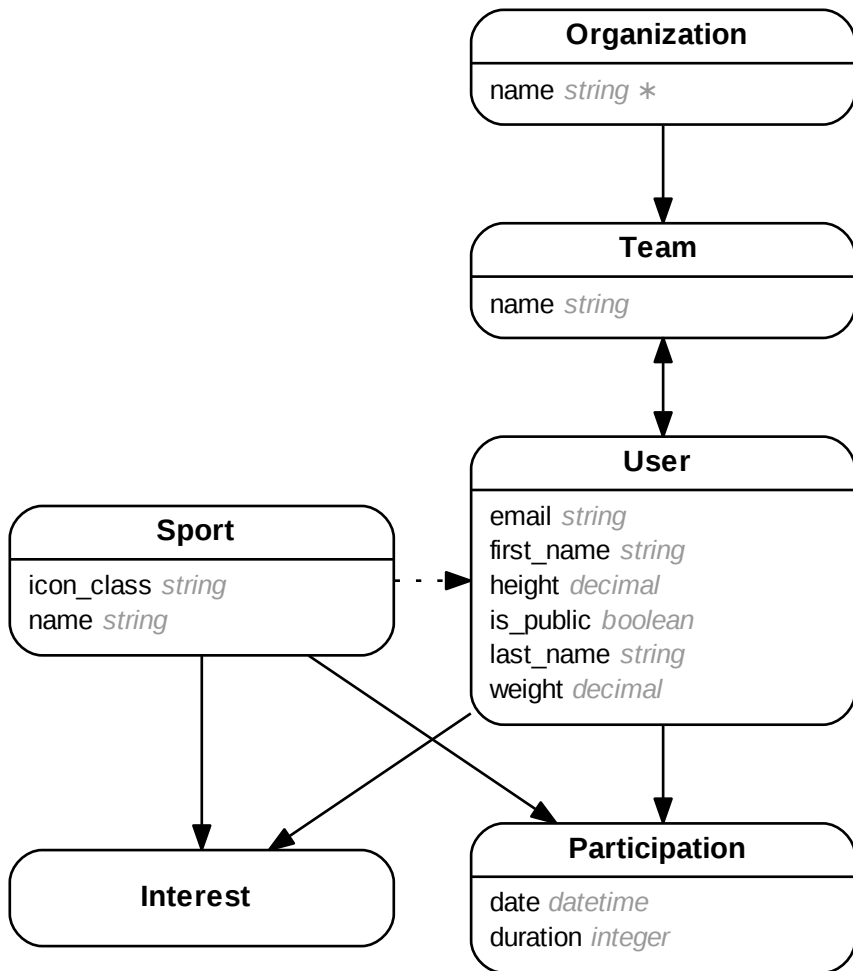 Organization
name string ∗
Team
name string
User
email string
first_name string
height decimal
is_public boolean
last_name string
weight decimal
Sport
icon_class string
name string
Interest
Participation
date datetime
duration integer